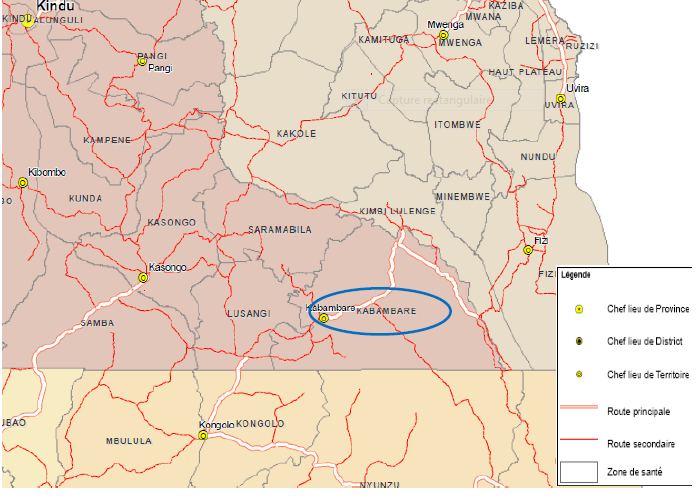 Kindu
KINDU
ALUNGULI
KAZIBA
MWANA
Mwenga
KAMITUGA
MWENGA
LEMERA
RUZIZI
PANGI
Pangi
HAUT PLATEAU
Uvira
KITUTU
Capture rectangulaire
UVIRA
ITOMBWE
KAKOLE
KAMPENE
NUNDU
Kibombo
MINEMBWE
KUNDA
KIMBI LULENGE
KASONGO
SARAMABILA
Fizi
FIZI
Kasongo
Légende
Chef lieu de Province
Kabambare
KABAMBARE
LUSANGI
SAMBA
Chef lieu de District
Chef lieu de Territoire
Route principale
Kongolo
KONGOLO
MBULULA
Route secondaire
Zone de santé
NYUNZU